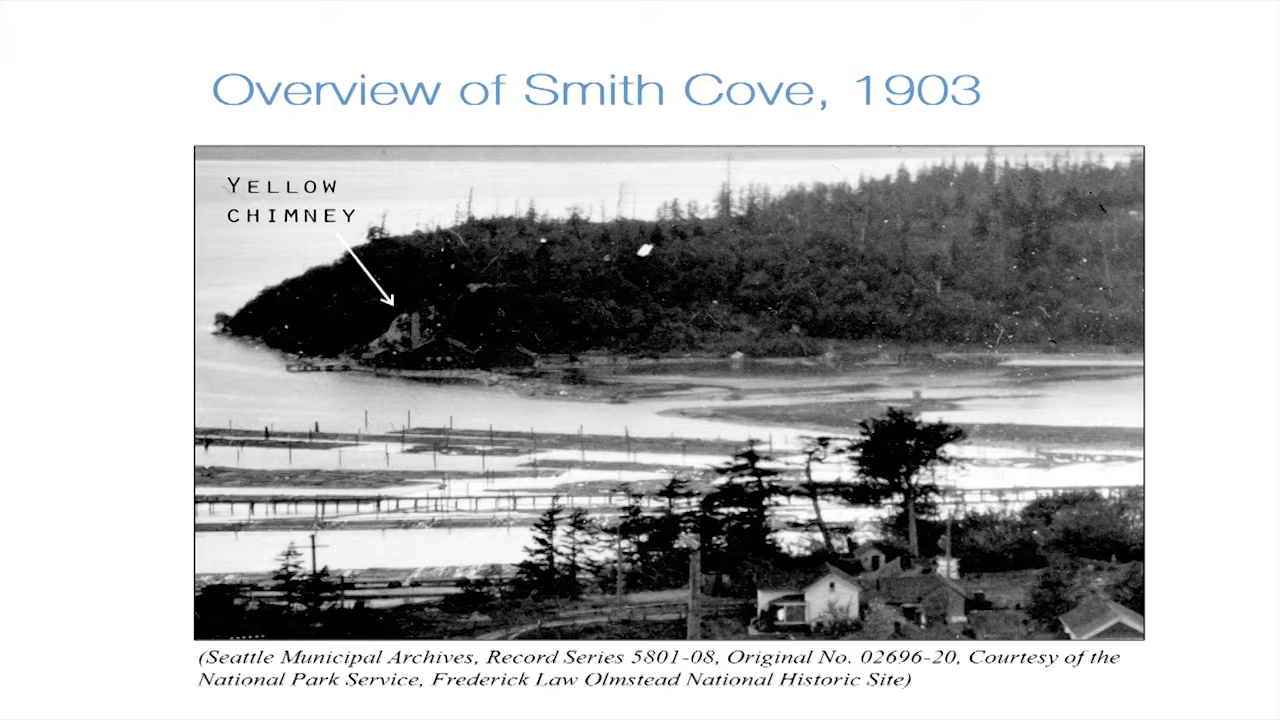 Overview of Smith Cove, 1903
YELLOW
CHIMNEY
(Seattle Municipal Archives, Record Series 5801-08, Original No. 02696-20, Courtesy of the
National Park Service, Frederick Law Olmstead National Historic Site)